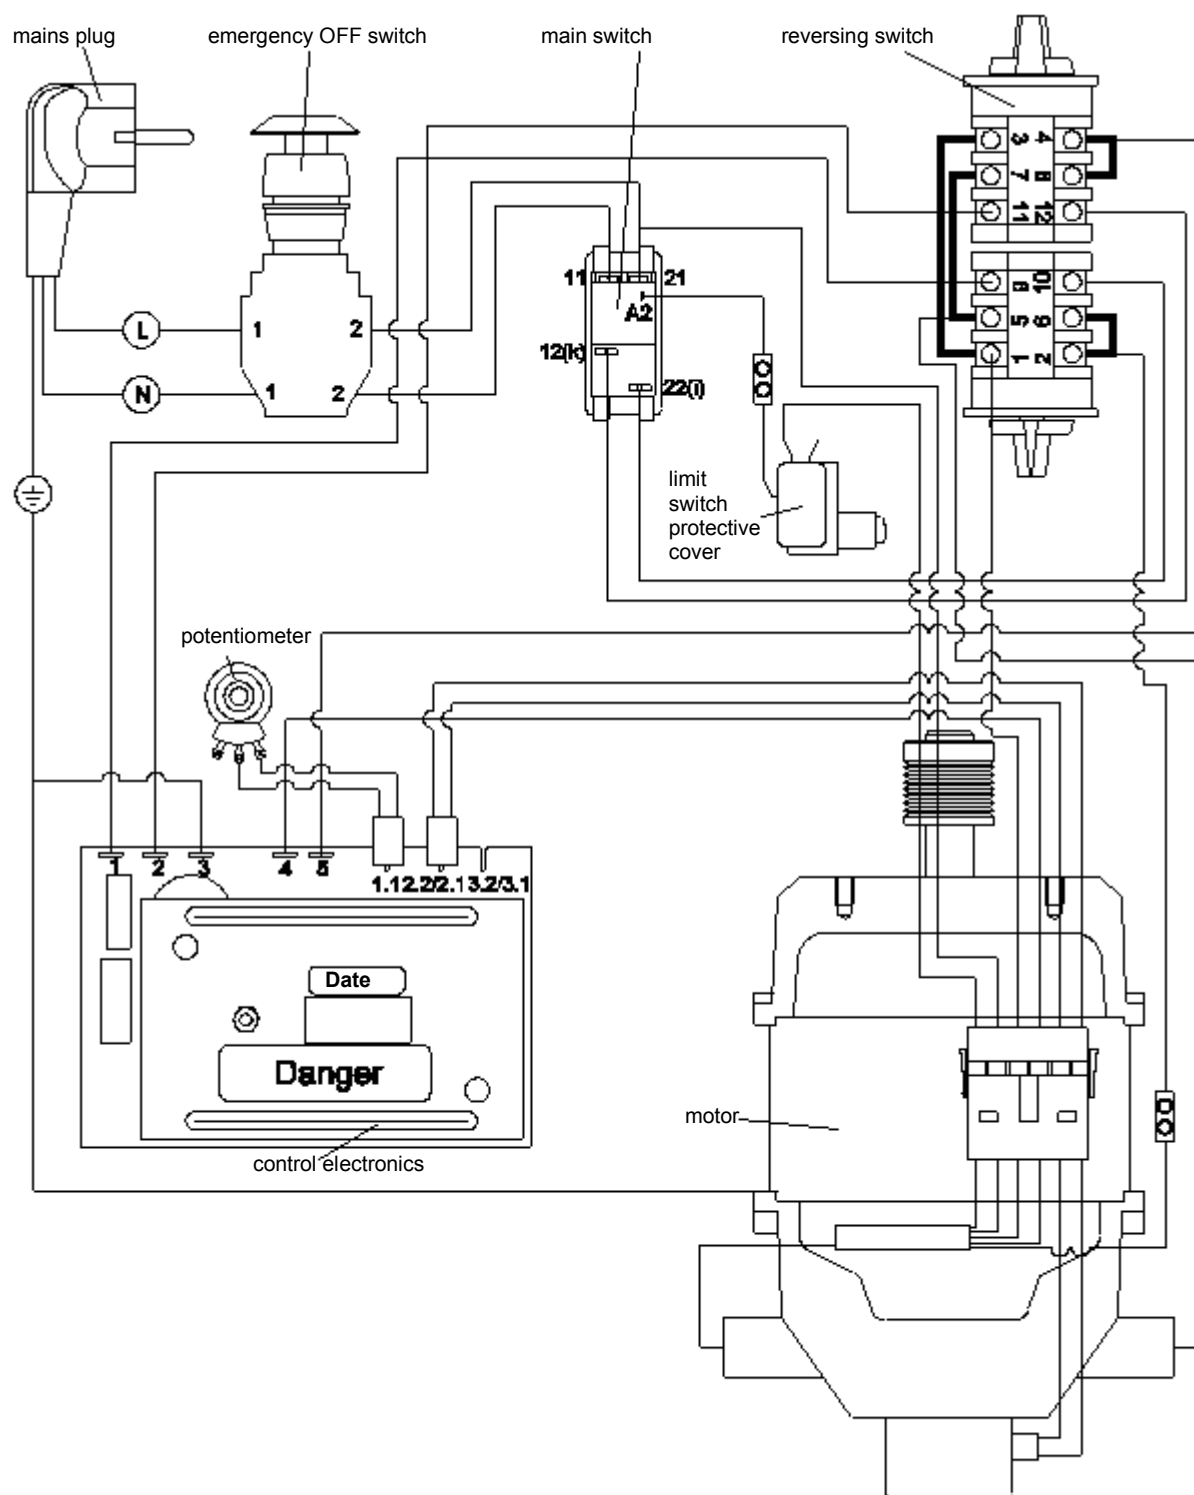 mains plug
emergency OFF switch
main switch
reversing switch
3 4
7 8
11 12
6 10
5 9
1 2
11 21
A2
12(k)
22(i)
L
1 2
N
1 2
limit
switch
protective
cover
potentiometer
1 2 3 4 5
1.1 2.2/2.1 3.2/3.1
Date
Danger
control electronics
motor